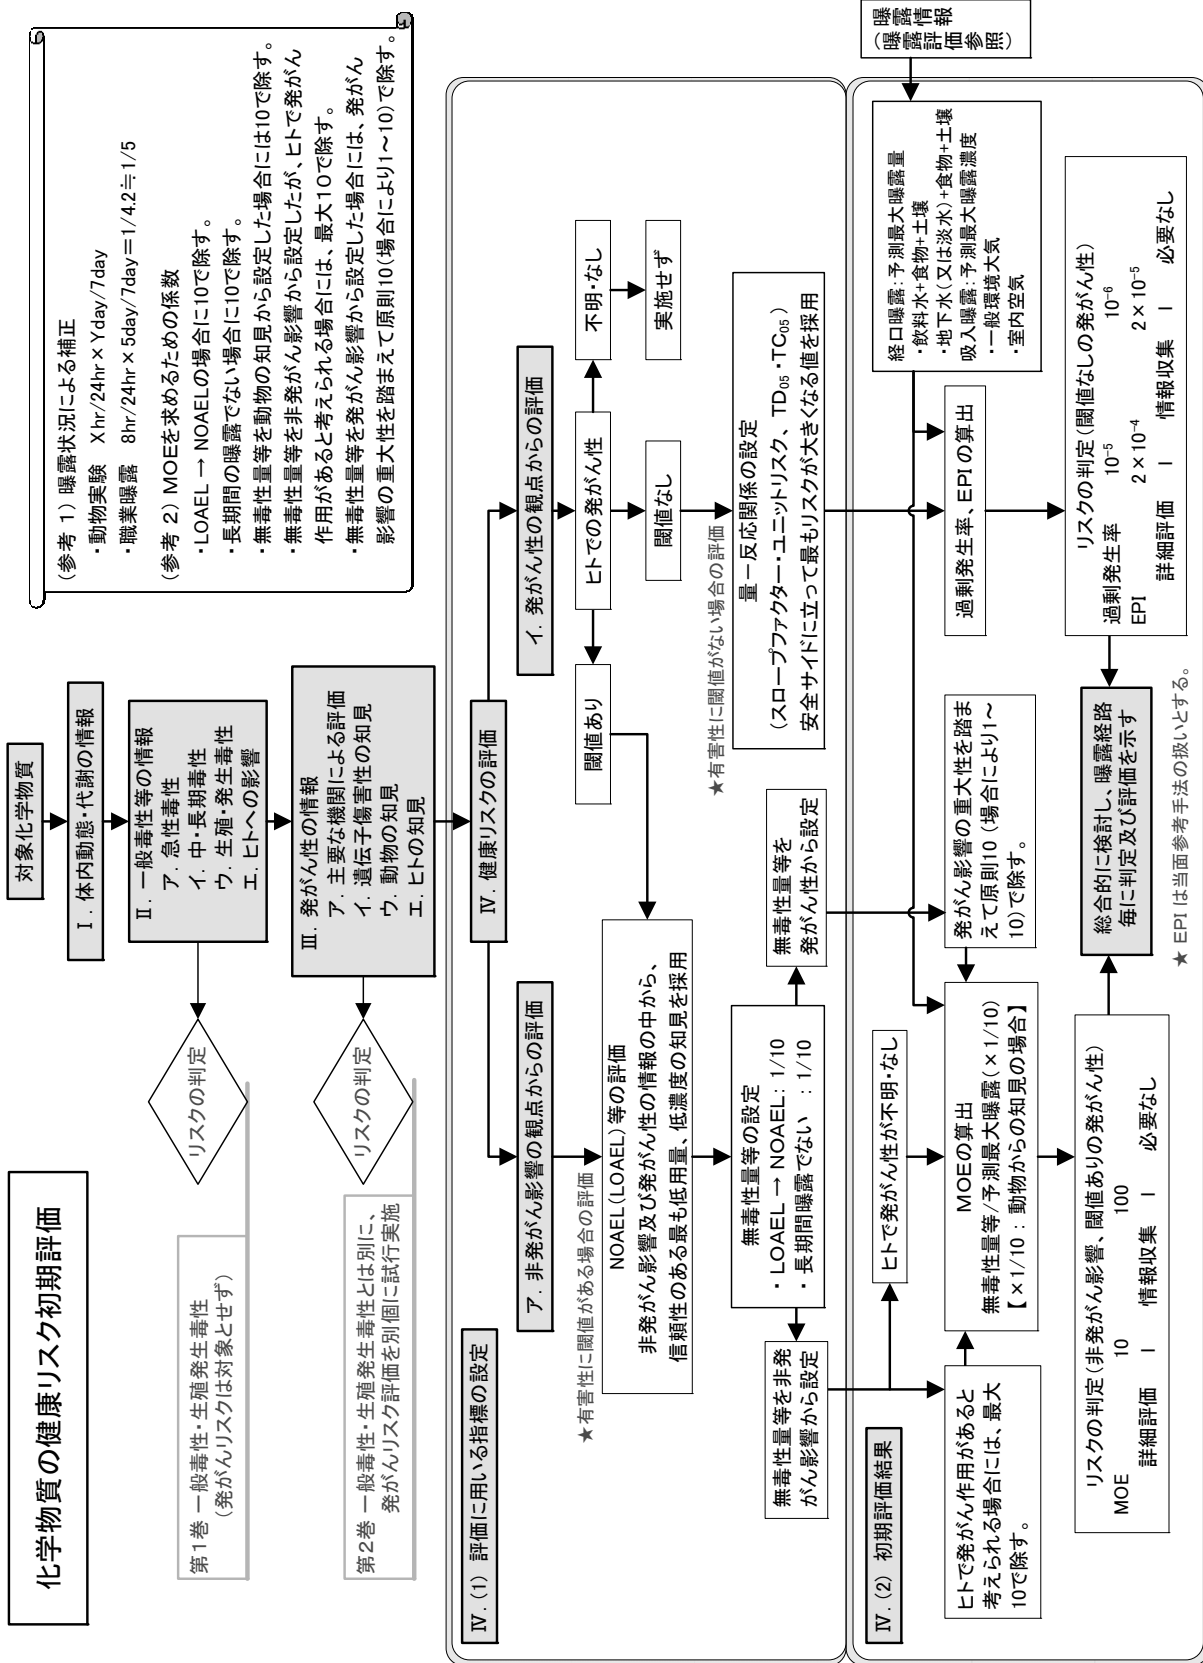 化学物質の健康リスク初期評価
対象化学物質
Ⅰ. 体内動態・代謝の情報
Ⅱ. 一般毒性等の情報
ア. 急性毒性
イ. 中・長期毒性
ウ. 生殖・発生毒性
エ. ヒトへの影響
リスクの判定
第1巻 一般毒性・生殖発生毒性
(発がんリスクは対象とせず)
Ⅲ. 発がん性の情報
ア. 主要な機関による評価
イ. 遺伝子傷害性の知見
ウ. 動物の知見
エ. ヒトの知見
リスクの判定
第2巻 一般毒性・生殖発生毒性とは別に、
発がんリスク評価を別個に試行実施
(参考 1) 曝露状況による補正
・動物実験 Xhr/24hr×Yday/7day
・職業曝露 8hr/24hr×5day/7day=1/4.2≒1/5
(参考 2) MOEを求めるための係数
・LOAEL → NOAELの場合に10で除す。
・長期間の曝露でない場合に10で除す。
・無毒性量等を動物の知見から設定した場合には10で除す。
・無毒性量等を非発がん影響から設定したが、ヒトで発がん
作用があると考えられる場合には、最大10で除す。
・無毒性量等を発がん影響から設定した場合には、発がん
影響の重大性を踏まえて原則10(場合により1~10)で除す。
Ⅳ. (1) 評価に用いる指標の設定
Ⅳ. 健康リスクの評価
ア. 非発がん影響の観点からの評価
イ. 発がん性の観点からの評価
★有害性に閾値がある場合の評価
NOAEL(LOAEL)等の評価
非発がん影響及び発がん性の情報の中から、
信頼性のある最も低用量、低濃度の知見を採用
閾値あり
ヒトでの発がん性
不明・なし
閾値なし
実施せず
無毒性量等の設定
・LOAEL → NOAEL: 1/10
・長期間曝露でない : 1/10
無毒性量等を非発
がん影響から設定
無毒性量等を
発がん性から設定
★有害性に閾値がない場合の評価
量-反応関係の設定
(スロープファクター・ユニットリスク、TD05・TC05)
安全サイドに立って最もリスクが大きくなる値を採用
Ⅳ. (2) 初期評価結果
ヒトで発がん性が不明・なし
ヒトで発がん作用があると
考えられる場合には、最大
10で除す。
MOEの算出
無毒性量等/予測最大曝露(×1/10)
【×1/10 : 動物からの知見の場合】
発がん影響の重大性を踏ま
えて原則10 (場合により1~
10)で除す。
過剰発生率、EPIの算出
経口曝露:予測最大曝露量
・飲料水+食物+土壌
・地下水(又は淡水)+食物+土壌
吸入曝露:予測最大曝露濃度
・一般環境大気
・室内空気
曝露情報
(曝露評価参照)
リスクの判定(非発がん影響、閾値ありの発がん性)
MOE 10 100
詳細評価 | 情報収集 | 必要なし
総合的に検討し、曝露経路
毎に判定及び評価を示す
リスクの判定(閾値なしの発がん性)
過剰発生率 10-5 10-6
EPI 2×10-4 2×10-5
詳細評価 | 情報収集 | 必要なし
★ EPI は当面参考手法の扱いとする。